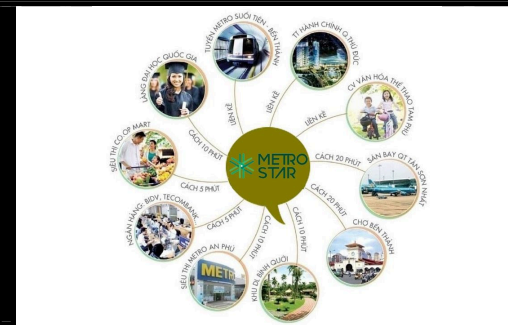 TUYẾN METRO SUỐI TIÊN - BẾN THÀNH
LIỀN KỀ
TT HÀNH CHÍNH Q.THỦ ĐỨC
LIỀN KỀ
CV VĂN HÓA THỂ THAO TAM PHÚ
LIỀN KỀ
SÂN BAY QT TÂN SƠN NHẤT
CÁCH 20 PHÚT
CHỢ BẾN THÀNH
CÁCH 20 PHÚT
KHU DL BÌNH QUỚI
CÁCH 10 PHÚT
SIÊU THỊ METRO AN PHÚ
CÁCH 10 PHÚT
METRO
NGÂN HÀNG: BIDV, TECOMBANK
CÁCH 5 PHÚT
SIÊU THỊ CO.OP MART
CÁCH 5 PHÚT
LÀNG ĐẠI HỌC QUỐC GIA
CÁCH 10 PHÚT
METRO
STAR